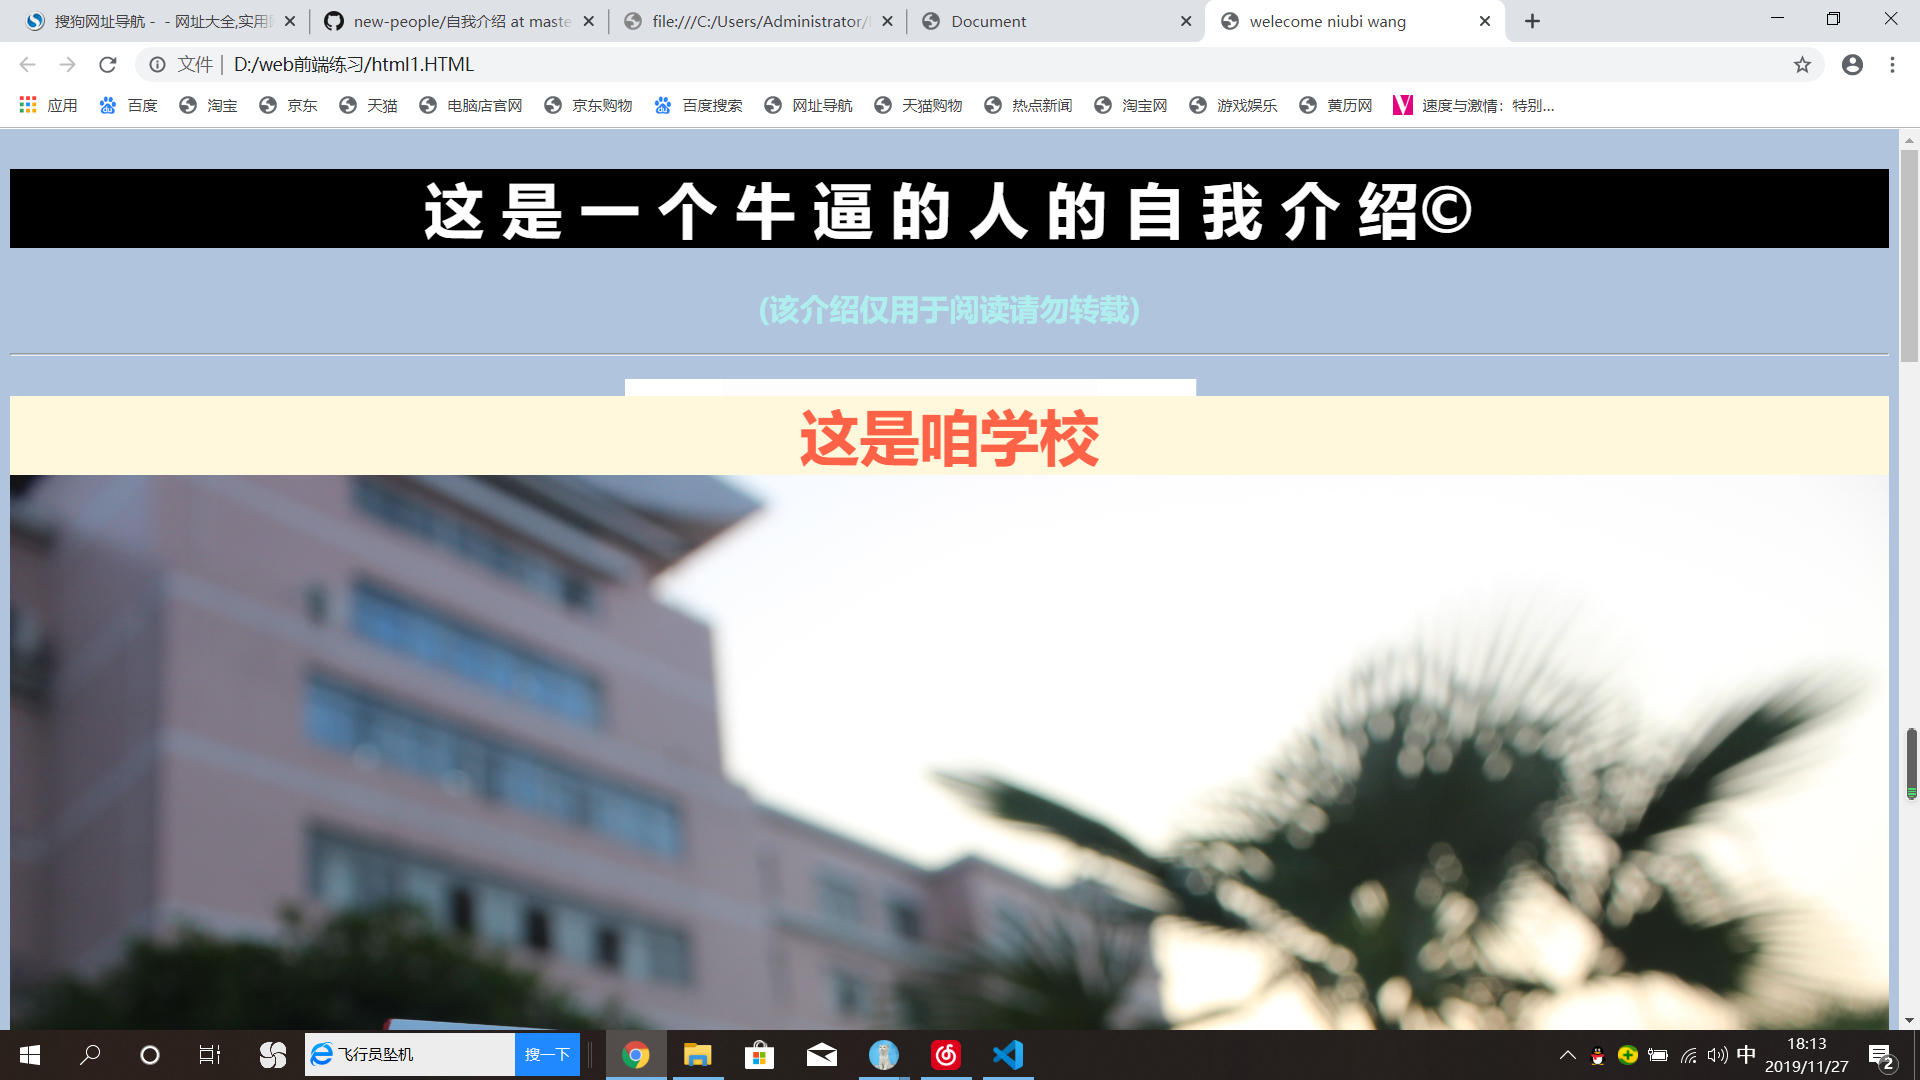 搜狗网址导航 - - 网址大全,实用
new-people/自我介绍 at maste
file:///C:/Users/Administrator/
Document
welecome niubi wang
文件 | D:/web前端练习/html1.HTML
应用 百度 淘宝 京东 天猫 电脑店官网 京东购物 百度搜索 网址导航 天猫购物 热点新闻 淘宝网 游戏娱乐 黄历网 速度与激情：特别...
这 是 一 个 牛 逼 的 人 的 自 我 介 绍©
(该介绍仅用于阅读请勿转载)
这是咱学校
飞行员坠机 搜一下
中
18:13
2019/11/27
2